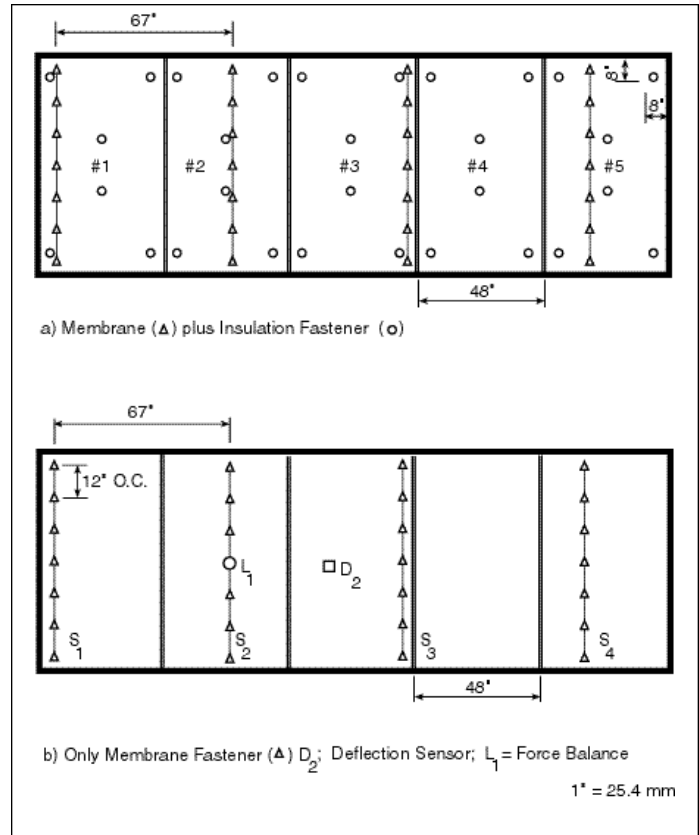 67"
8"
8"
#1 #2 #3 #4 #5
48"
a) Membrane (Δ) plus Insulation Fastener (o)
67"
12" O.C.
L1 D2
S1 S2 S3 S4
48"
b) Only Membrane Fastener (Δ) D2; Deflection Sensor; L1 = Force Balance
1" = 25.4 mm